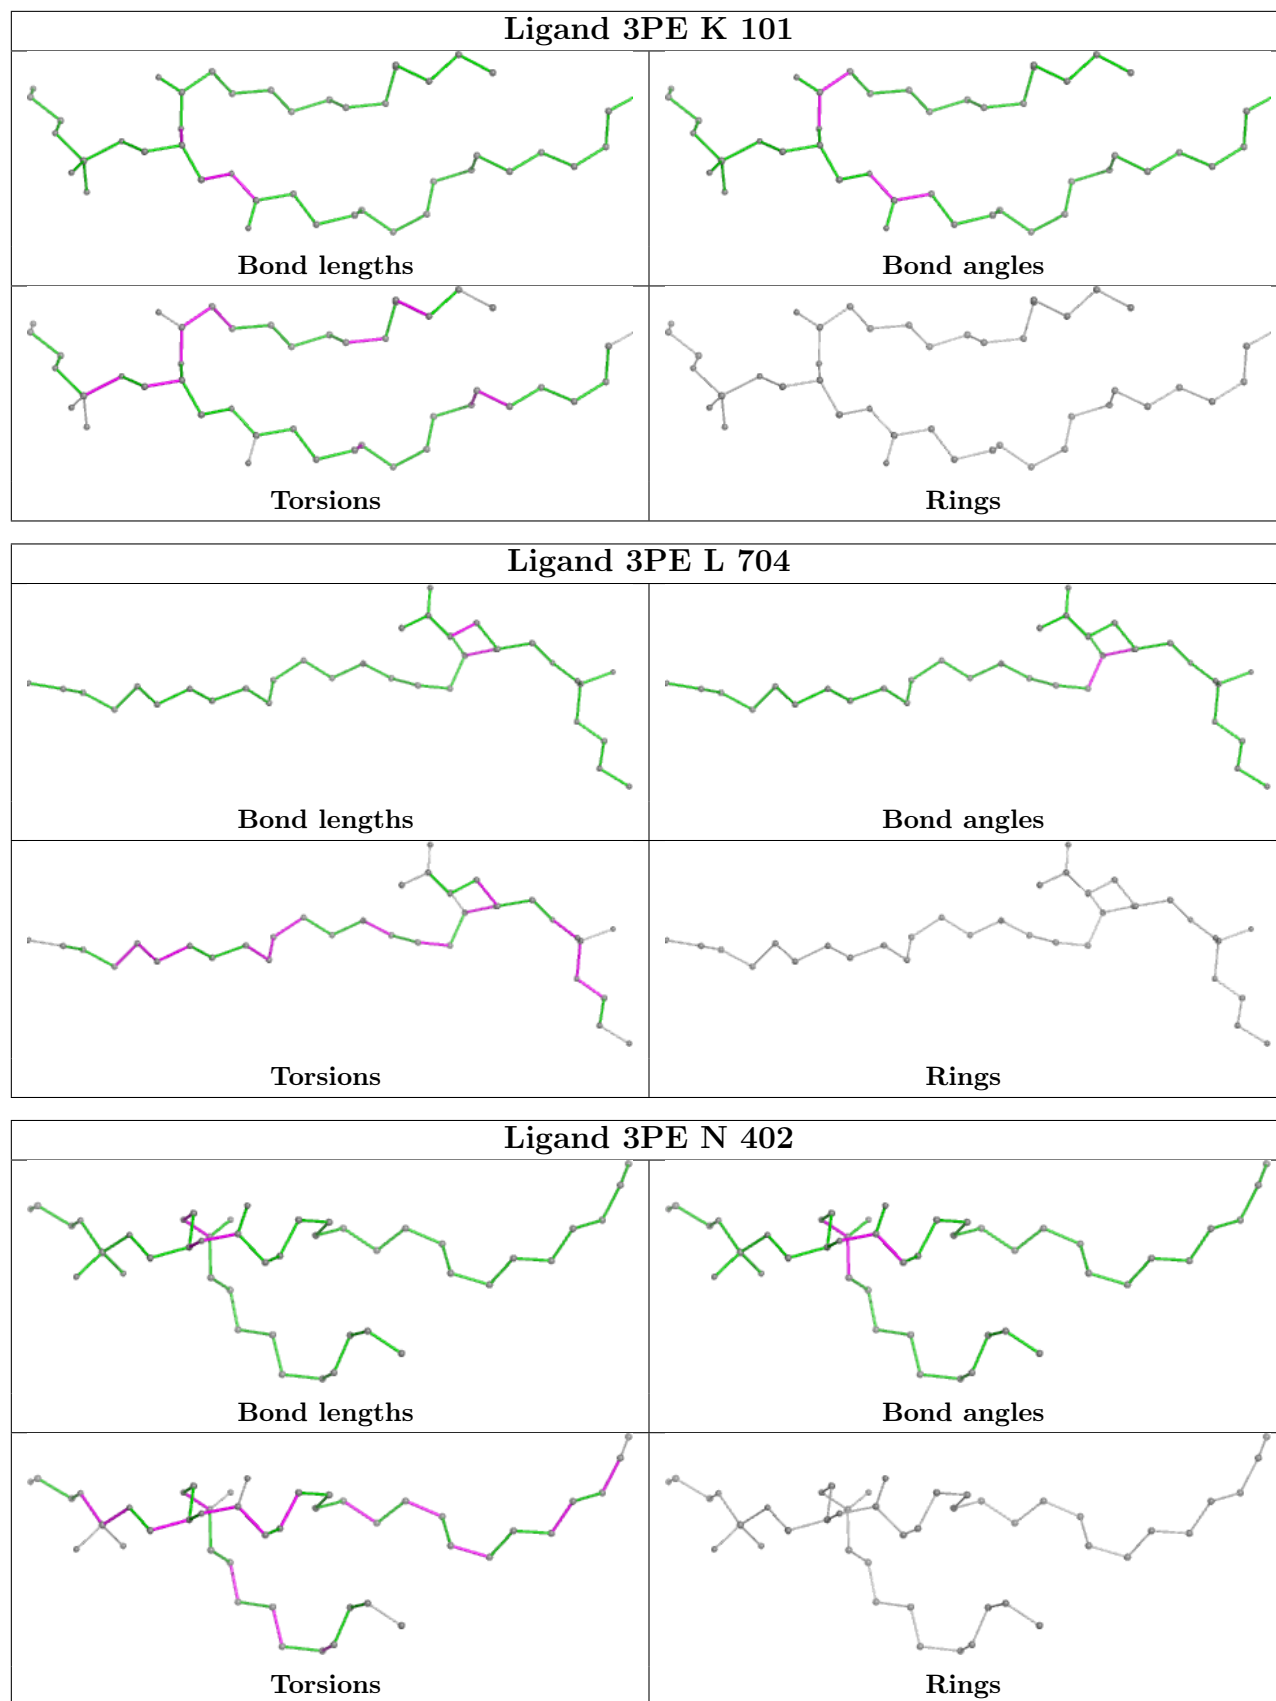 Ligand 3PE K 101
Bond lengths
Bond angles
Torsions
Rings
Ligand 3PE L 704
Bond lengths
Bond angles
Torsions
Rings
Ligand 3PE N 402
Bond lengths
Bond angles
Torsions
Rings